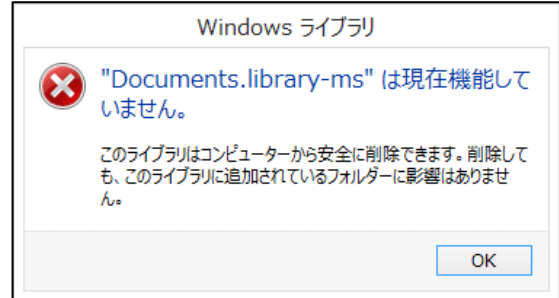 Windows ライブラリ
"Documents.library-ms" は現在機能して
いません。
このライブラリはコンピューターから安全に削除できます。削除して
も、このライブラリに追加されているフォルダーに影響はありませ
ん。
OK